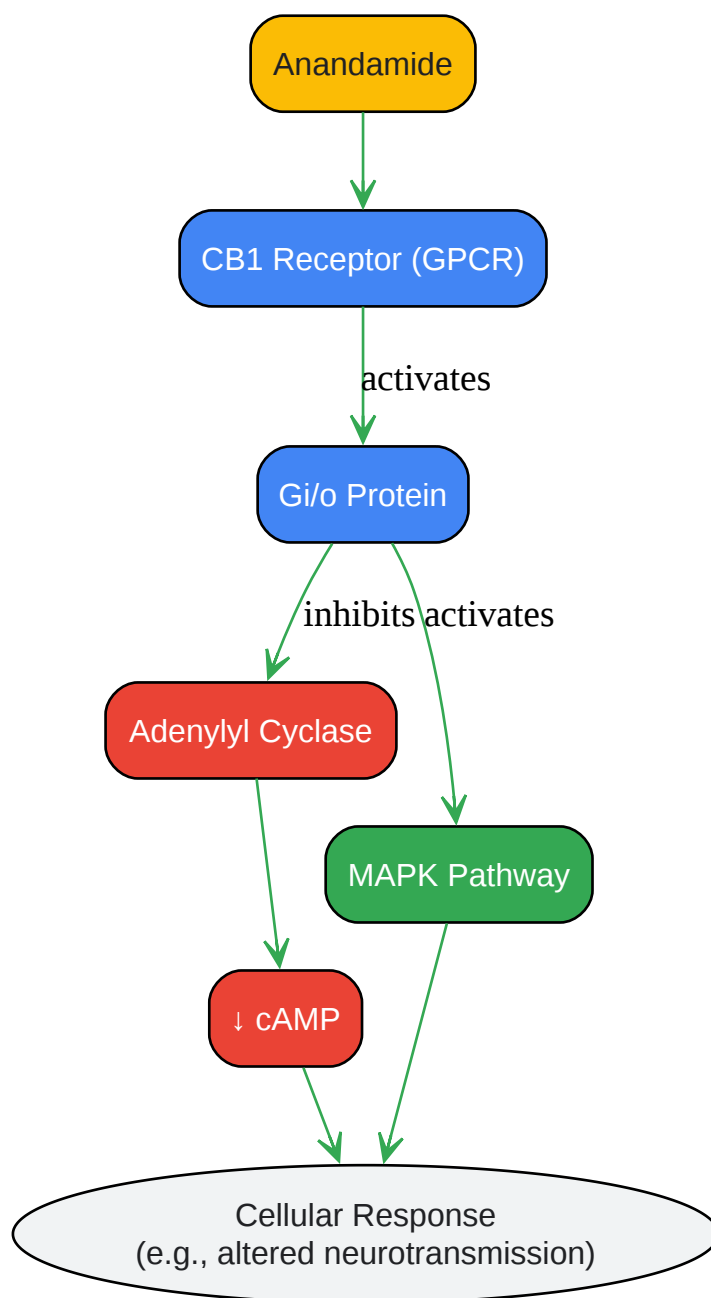 Anandamide
CB1 Receptor (GPCR)
activates
Gi/o Protein
inhibits
activates
Adenylyl Cyclase
MAPK Pathway
↓ cAMP
Cellular Response
(e.g., altered neurotransmission)